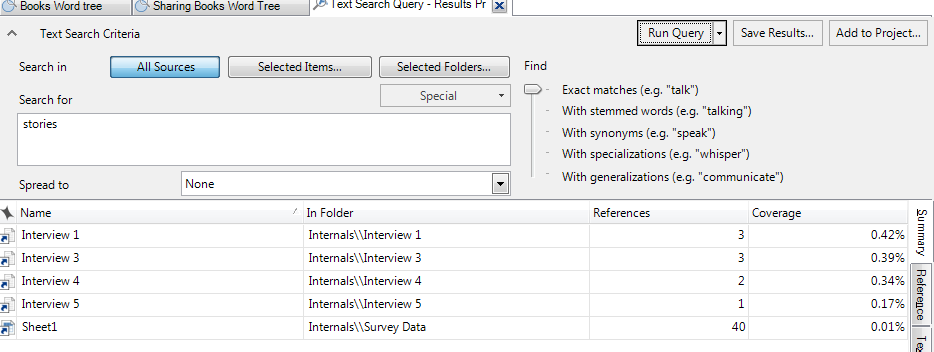 Books Word tree
Sharing Books Word Tree
Text Search Query - Results Pr
Text Search Criteria
Run Query
Save Results...
Add to Project...
Search in
All Sources
Selected Items...
Selected Folders...
Find
Search for
Special
stories
Exact matches (e.g. "talk")
With stemmed words (e.g. "talking")
With synonyms (e.g. "speak")
With specializations (e.g. "whisper")
With generalizations (e.g. "communicate")
Spread to
None
Name In Folder References Coverage
Interview 1 Internals\\Interview 1 3 0.42%
Interview 3 Internals\\Interview 3 3 0.39%
Interview 4 Internals\\Interview 4 2 0.34%
Interview 5 Internals\\Interview 5 1 0.17%
Sheet1 Internals\\Survey Data 40 0.01%
Summary
Reference